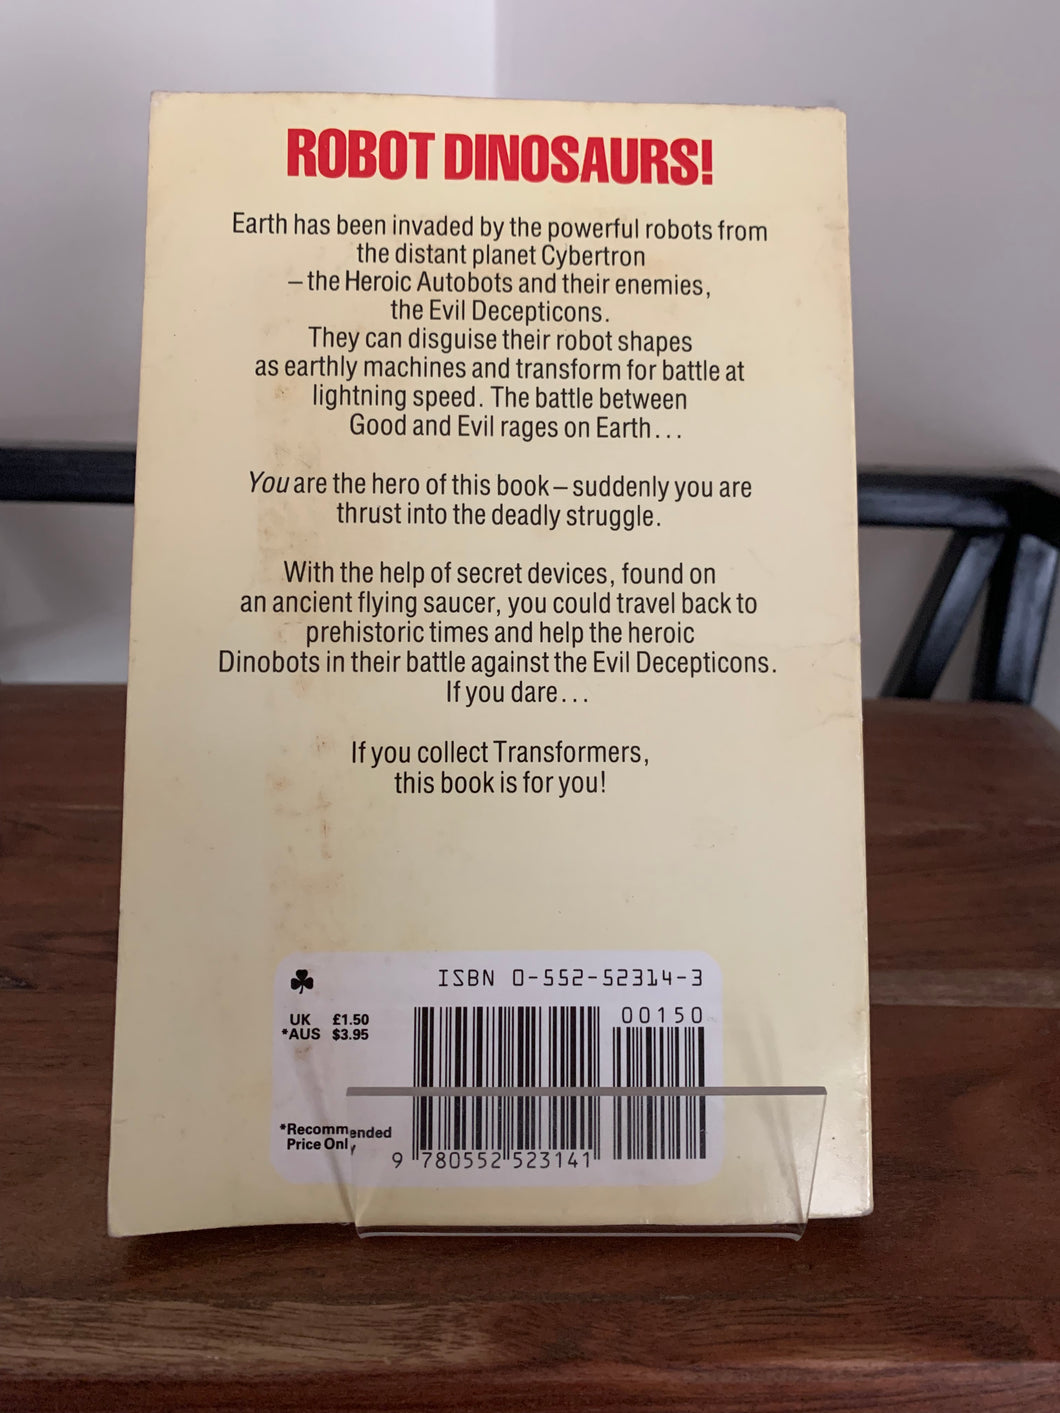 ROBOT DINOSAURS!
Earth has been invaded by the powerful robots from
the distant planet Cybertron
– the Heroic Autobots and their enemies,
the Evil Decepticons.
They can disguise their robot shapes
as earthly machines and transform for battle at
lightning speed. The battle between
Good and Evil rages on Earth...
You are the hero of this book – suddenly you are
thrust into the deadly struggle.
With the help of secret devices, found on
an ancient flying saucer, you could travel back to
prehistoric times and help the heroic
Dinobots in their battle against the Evil Decepticons.
If you dare...
If you collect Transformers,
this book is for you!
ISBN 0-552-52314-3
UK £1.50
*AUS $3.95
00150
*Recommended
Price Only
9 780552 523141